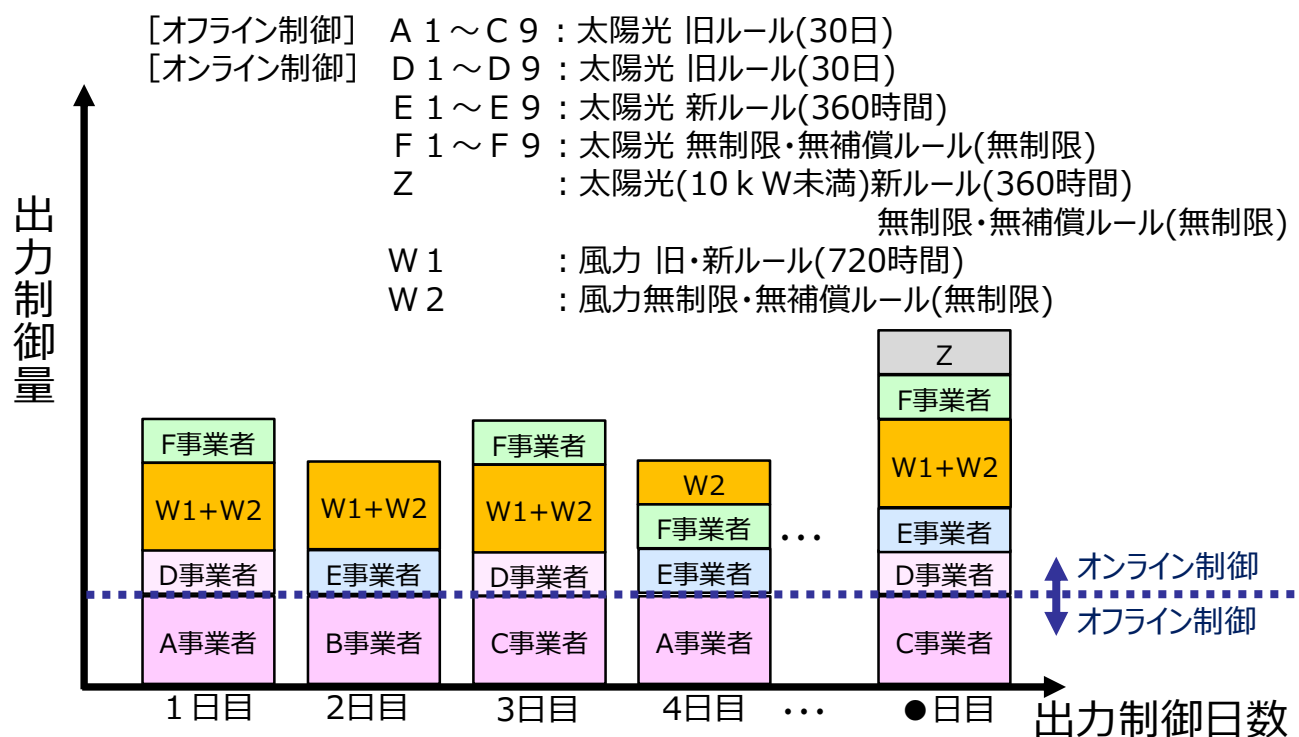 ［オフライン制御］ Ａ１～Ｃ９：太陽光 旧ルール(30日)
［オンライン制御］ Ｄ１～Ｄ９：太陽光 旧ルール(30日)
Ｅ１～Ｅ９：太陽光 新ルール(360時間)
Ｆ１～Ｆ９：太陽光 無制限・無補償ルール(無制限)
Ｚ ：太陽光(10ｋW未満)新ルール(360時間)
無制限・無補償ルール(無制限)
Ｗ１ ：風力 旧・新ルール(720時間)
Ｗ２ ：風力無制限・無補償ルール(無制限)
出力制御量
F事業者
W1+W2
D事業者
A事業者
W1+W2
E事業者
B事業者
F事業者
W1+W2
D事業者
C事業者
W2
F事業者
E事業者
A事業者
･･･
Z
F事業者
W1+W2
E事業者
D事業者
C事業者
オンライン制御
オフライン制御
１日目 2日目 3日目 4日目 ･･･ ●日目
出力制御日数